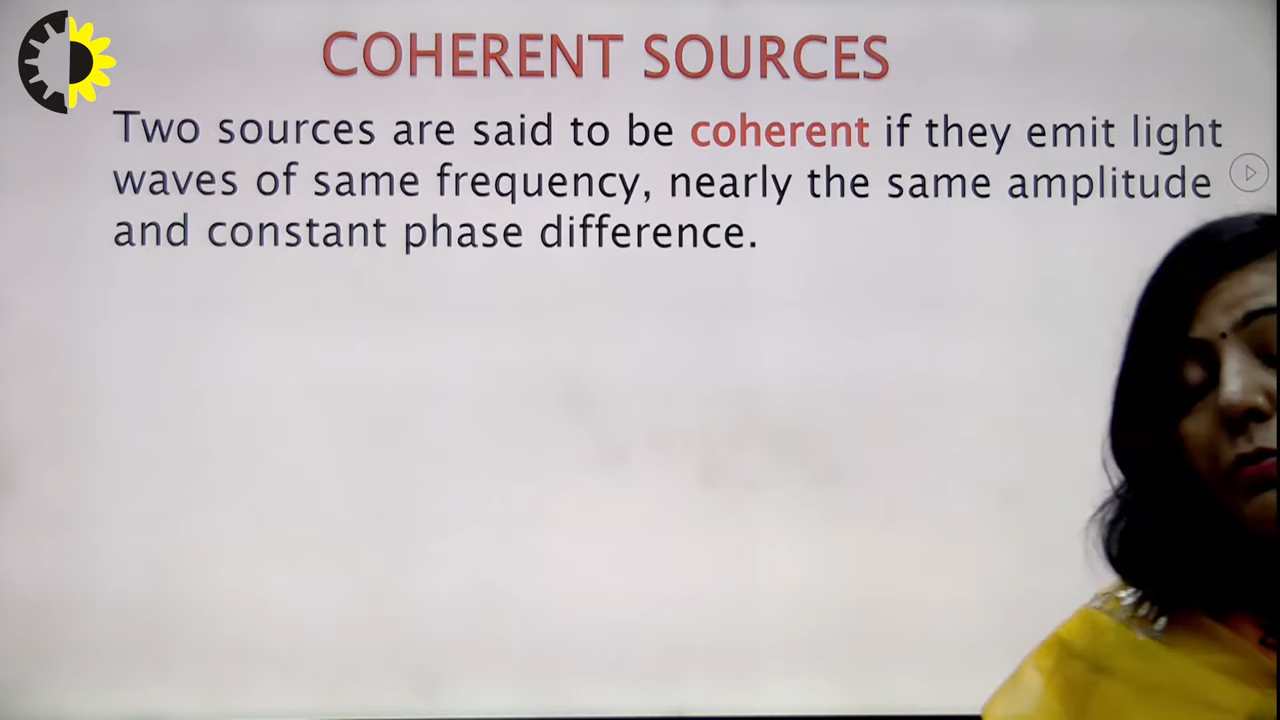 COHERENT SOURCES
Two sources are said to be coherent if they emit light
waves of same frequency, nearly the same amplitude
and constant phase difference.